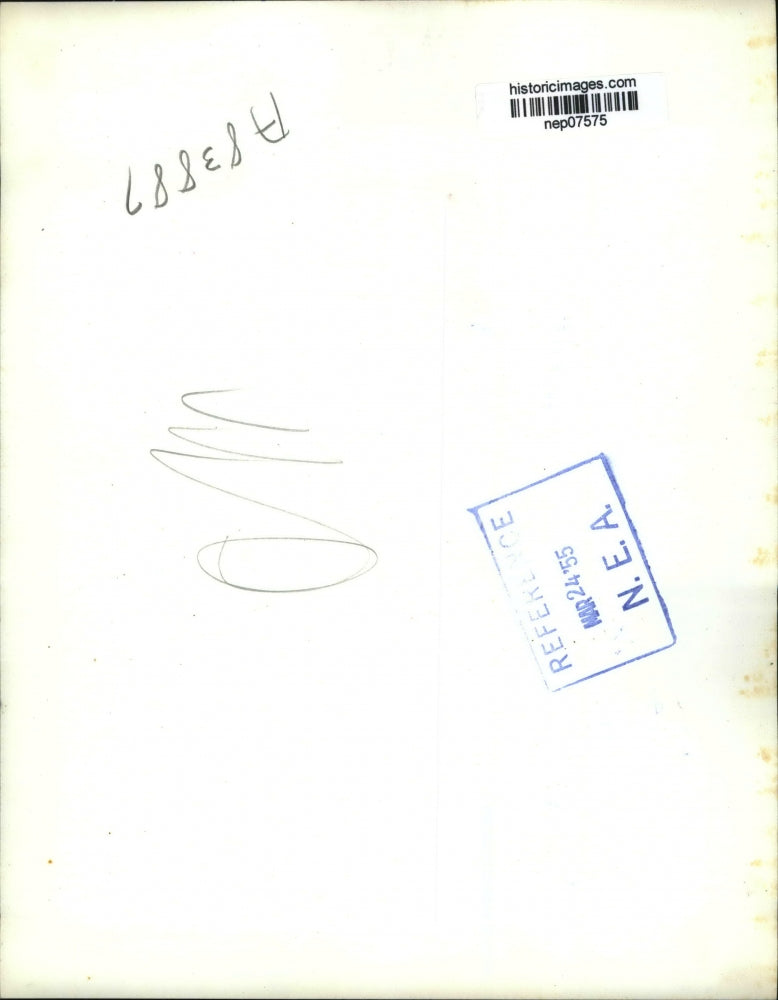 historicimages.com
nep07575
A83887
REFERENCE
MAR 24 '55
N.E.A.